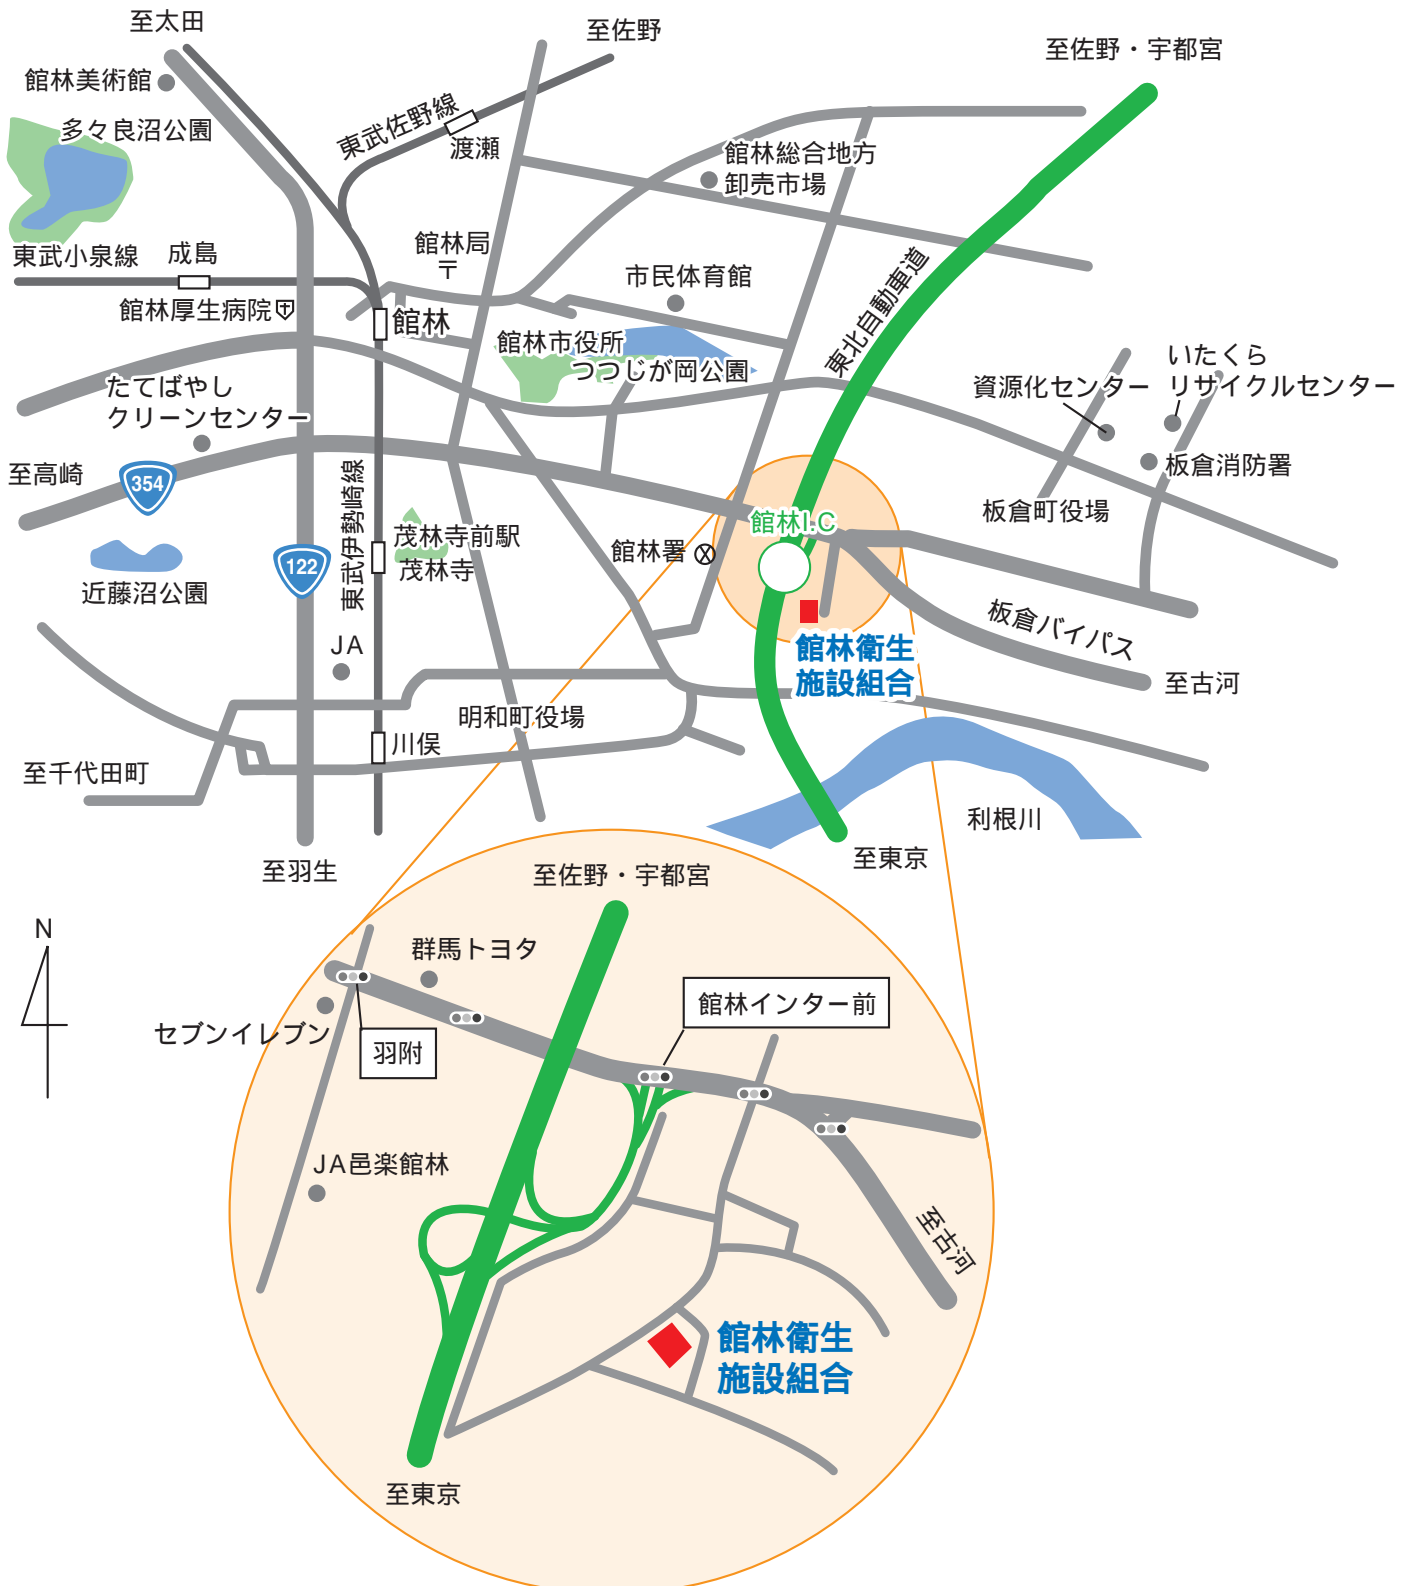 至太田
至佐野
至佐野・宇都宮
館林美術館
多々良沼公園
東武佐野線
渡瀬
館林総合地方
卸売市場
東武小泉線
成島
館林局
〒
市民体育館
東北自動車道
館林厚生病院
館林
館林市役所
つつじが岡公園
いたくら
リサイクルセンター
資源化センター
たてばやし
クリーンセンター
至高崎
354
東武伊勢崎線
板倉消防署
板倉町役場
館林I.C
茂林寺前駅
茂林寺
館林署
122
近藤沼公園
板倉バイパス
JA
館林衛生
施設組合
至古河
明和町役場
川俣
至千代田町
利根川
至東京
至羽生
至佐野・宇都宮
N
群馬トヨタ
館林インター前
セブンイレブン
羽附
JA邑楽館林
至古河
館林衛生
施設組合
至東京